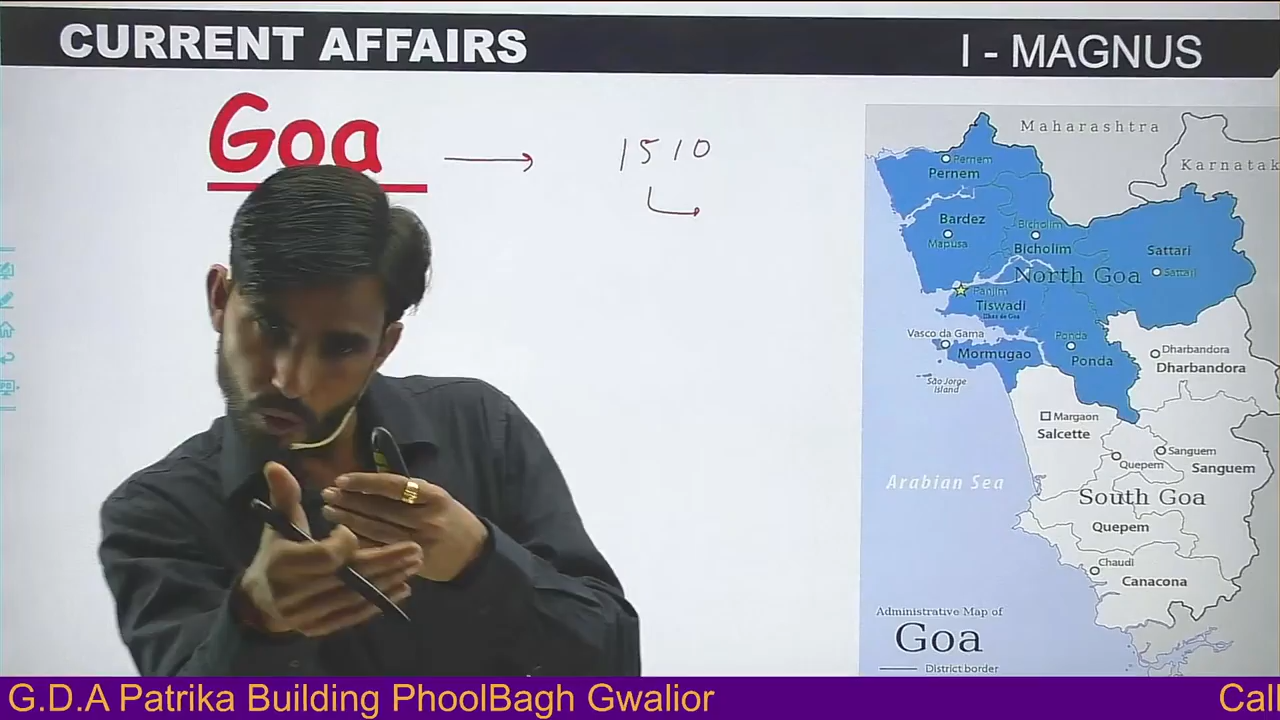 CURRENT AFFAIRS
I - MAGNUS
Goa
1510
Maharashtra
Karnatak
Pernem
Pernem
Bardez
Mapusa
Bicholim
Bicholim
Sattari
Sattari
North Goa
Panjim
Tiswadi
Vasco da Gama
Mormugao
Ponda
Ponda
Dharbandora
Dharbandora
São Jorge
Island
Margaon
Salcette
Sanguem
Sanguem
Quepem
Arabian Sea
South Goa
Quepem
Chaudi
Canacona
Administrative Map of
Goa
District border
G.D.A Patrika Building PhoolBagh Gwalior
Call